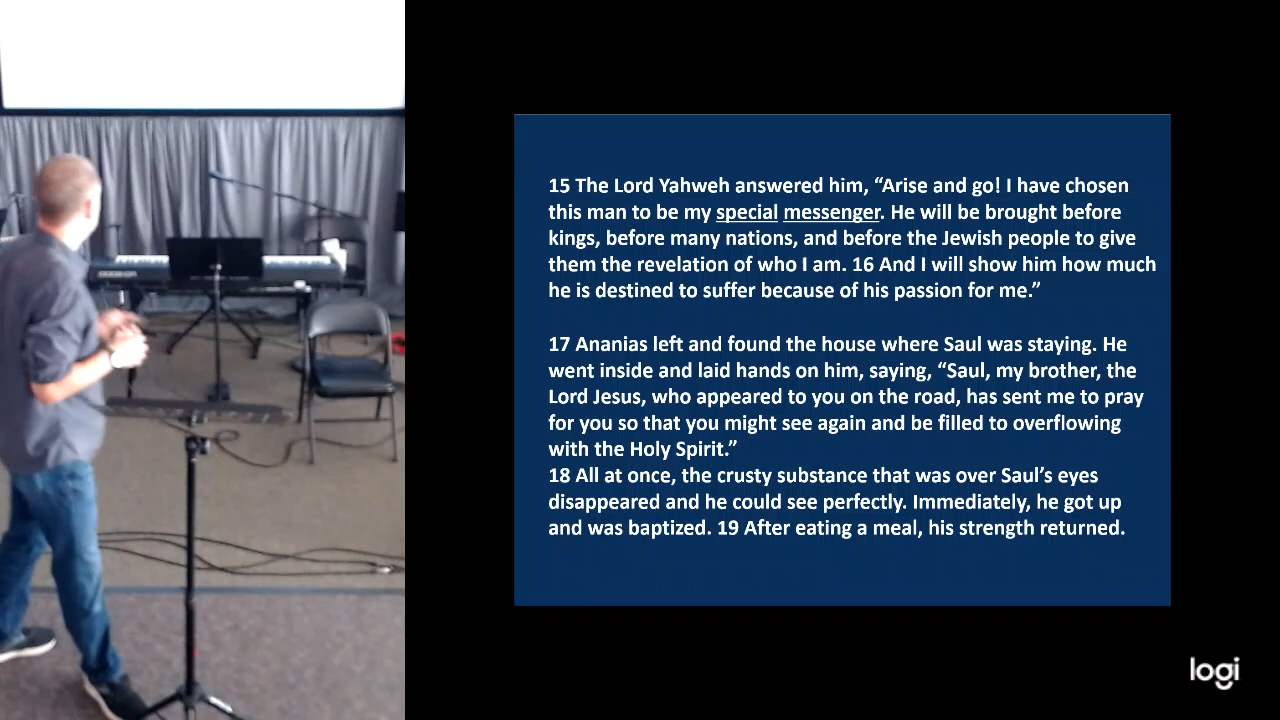 15 The Lord Yahweh answered him, “Arise and go! I have chosen
this man to be my special messenger. He will be brought before
kings, before many nations, and before the Jewish people to give
them the revelation of who I am. 16 And I will show him how much
he is destined to suffer because of his passion for me.”
17 Ananias left and found the house where Saul was staying. He
went inside and laid hands on him, saying, “Saul, my brother, the
Lord Jesus, who appeared to you on the road, has sent me to pray
for you so that you might see again and be filled to overflowing
with the Holy Spirit.”
18 All at once, the crusty substance that was over Saul’s eyes
disappeared and he could see perfectly. Immediately, he got up
and was baptized. 19 After eating a meal, his strength returned.
logi